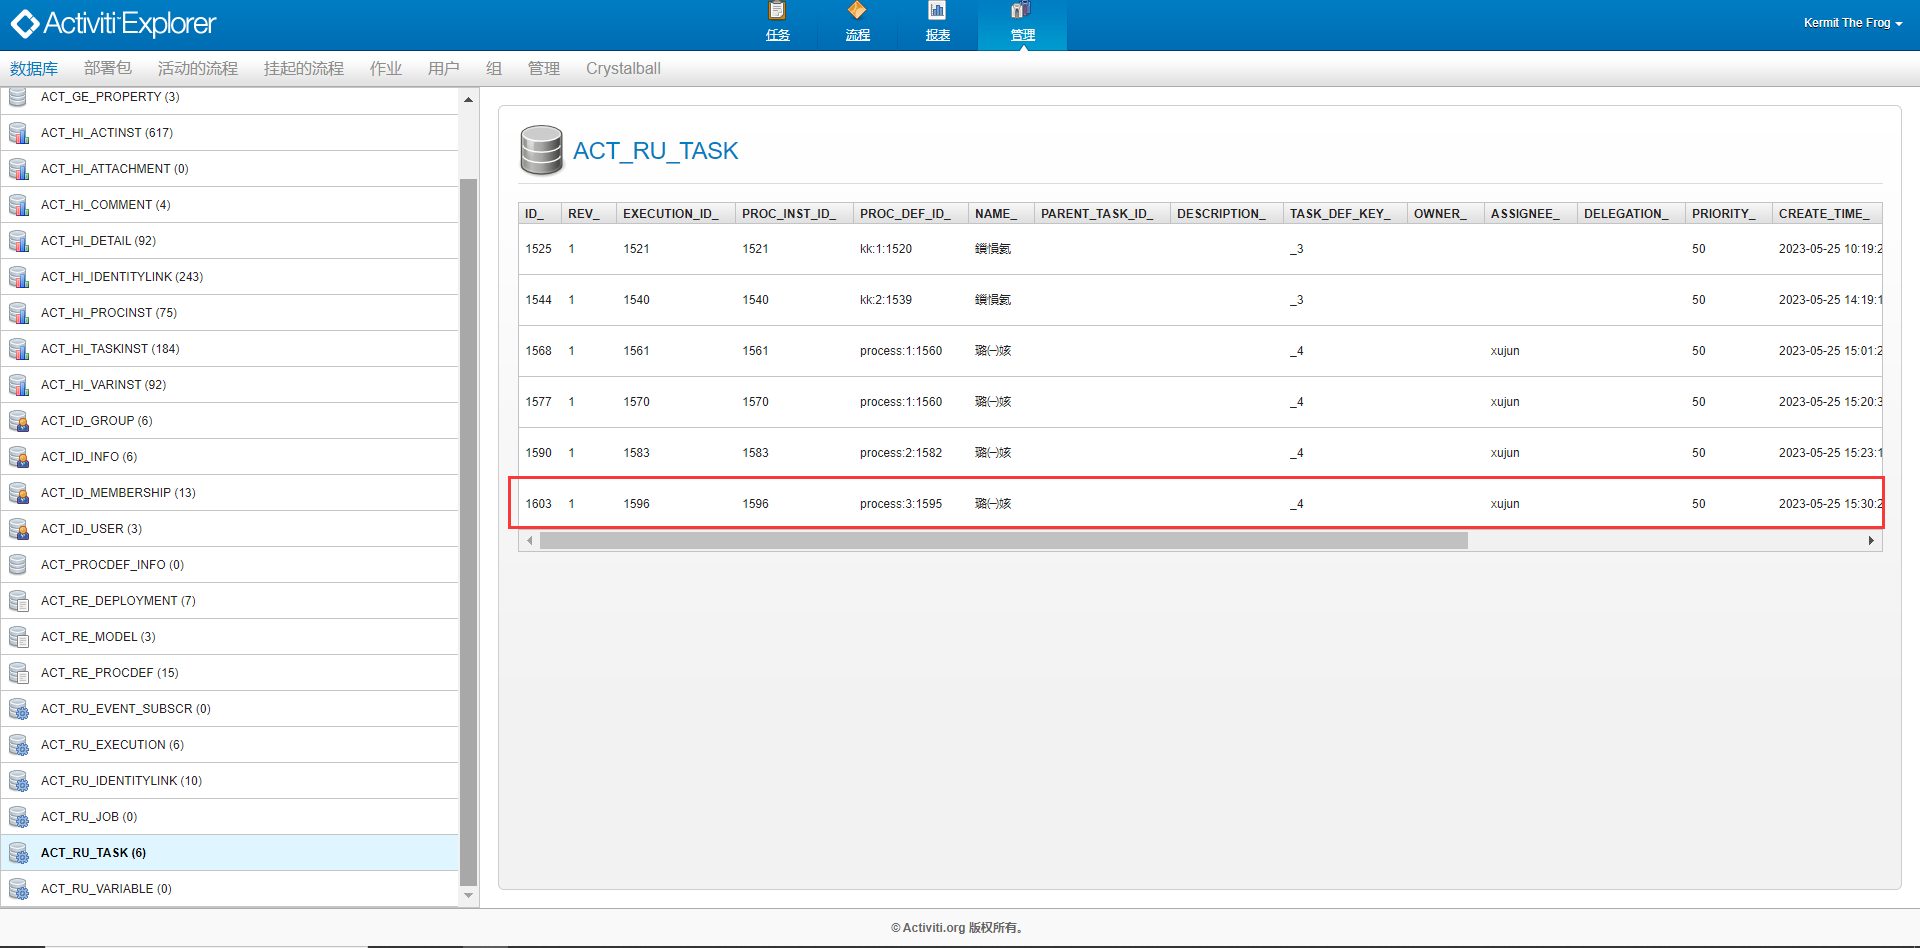 Activiti Explorer
任务
流程
报表
管理
Kermit The Frog
数据库 部署包 活动的流程 挂起的流程 作业 用户 组 管理 Crystalball
ACT_GE_PROPERTY (3)
ACT_HI_ACTINST (617)
ACT_HI_ATTACHMENT (0)
ACT_HI_COMMENT (4)
ACT_HI_DETAIL (92)
ACT_HI_IDENTITYLINK (243)
ACT_HI_PROCINST (75)
ACT_HI_TASKINST (184)
ACT_HI_VARINST (92)
ACT_ID_GROUP (6)
ACT_ID_INFO (6)
ACT_ID_MEMBERSHIP (13)
ACT_ID_USER (3)
ACT_PROCDEF_INFO (0)
ACT_RE_DEPLOYMENT (7)
ACT_RE_MODEL (3)
ACT_RE_PROCDEF (15)
ACT_RU_EVENT_SUBSCR (0)
ACT_RU_EXECUTION (6)
ACT_RU_IDENTITYLINK (10)
ACT_RU_JOB (0)
ACT_RU_TASK (6)
ACT_RU_VARIABLE (0)
ACT_RU_TASK
ID_ REV_ EXECUTION_ID_ PROC_INST_ID_ PROC_DEF_ID_ NAME_ PARENT_TASK_ID_ DESCRIPTION_ TASK_DEF_KEY_ OWNER_ ASSIGNEE_ DELEGATION_ PRIORITY_ CREATE_TIME_
1525 1 1521 1521 kk:1:1520 _3 50 2023-05-25 10:19:2
1544 1 1540 1540 kk:2:1539 _3 50 2023-05-25 14:19:1
1568 1 1561 1561 process:1:1560 璐㈠姟 _4 xujun 50 2023-05-25 15:01:2
1577 1 1570 1570 process:1:1560 璐㈠姟 _4 xujun 50 2023-05-25 15:20:3
1590 1 1583 1583 process:2:1582 璐㈠姟 _4 xujun 50 2023-05-25 15:23:1
1603 1 1596 1596 process:3:1595 璐㈠姟 _4 xujun 50 2023-05-25 15:30:2
© Activiti.org 版权所有。